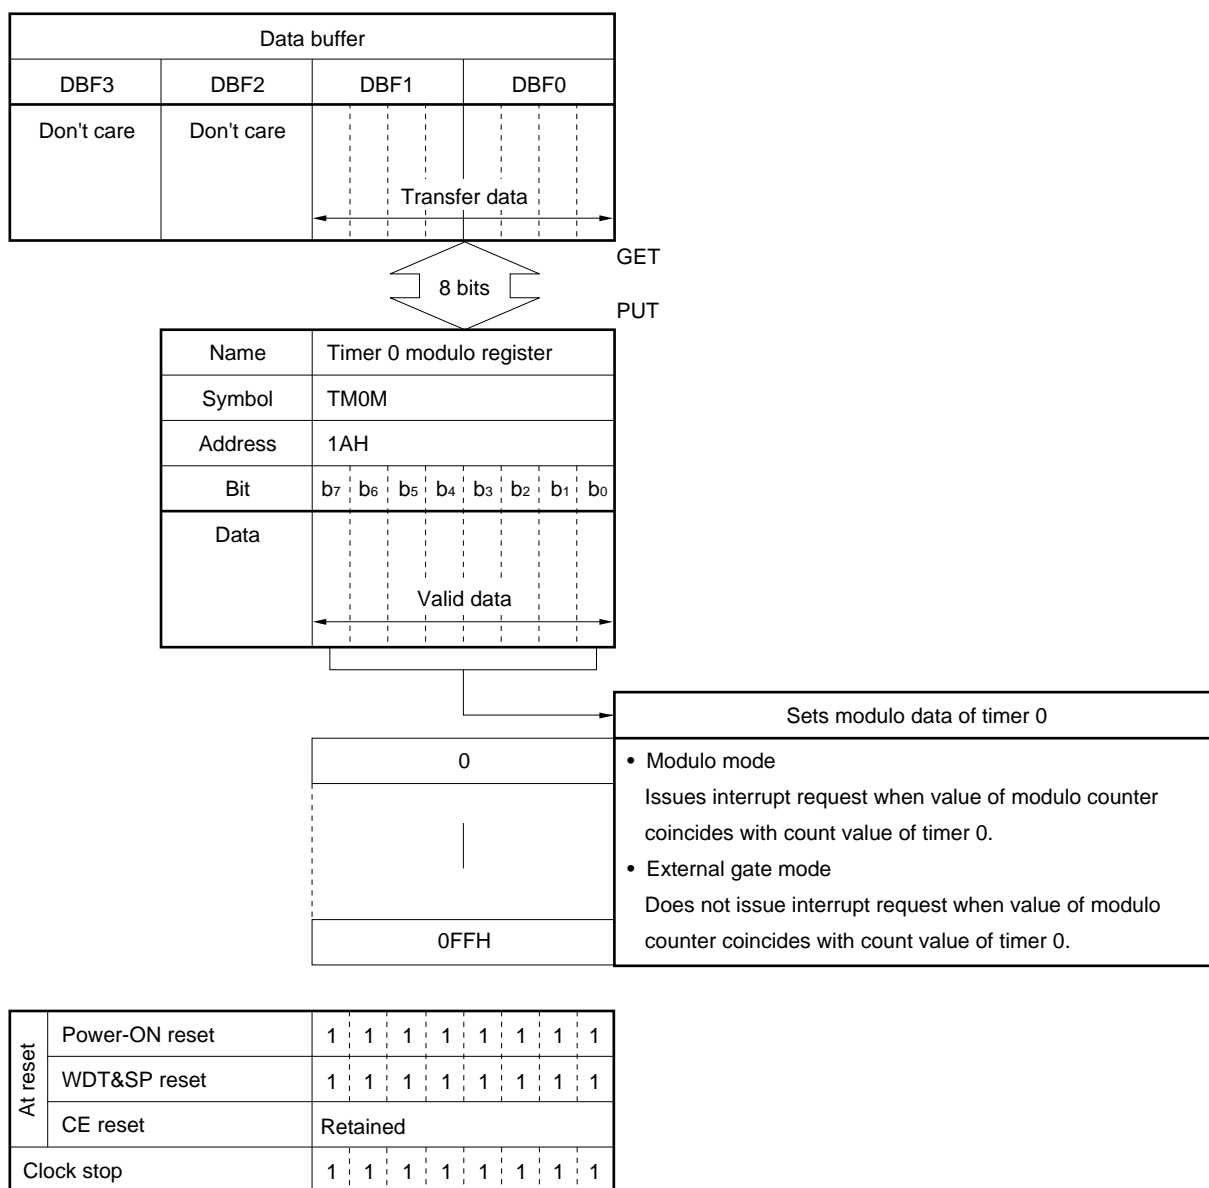 Data buffer
DBF3 DBF2 DBF1 DBF0
Don't care Don't care
Transfer data
GET
8 bits
PUT
Name Timer 0 modulo register
Symbol TM0M
Address 1AH
Bit b7 b6 b5 b4 b3 b2 b1 b0
Data
Valid data
Sets modulo data of timer 0
0
• Modulo mode
Issues interrupt request when value of modulo counter
coincides with count value of timer 0.
• External gate mode
Does not issue interrupt request when value of modulo
counter coincides with count value of timer 0.
0FFH
At reset
Power-ON reset 1 1 1 1 1 1 1 1
WDT&SP reset 1 1 1 1 1 1 1 1
CE reset Retained
Clock stop 1 1 1 1 1 1 1 1